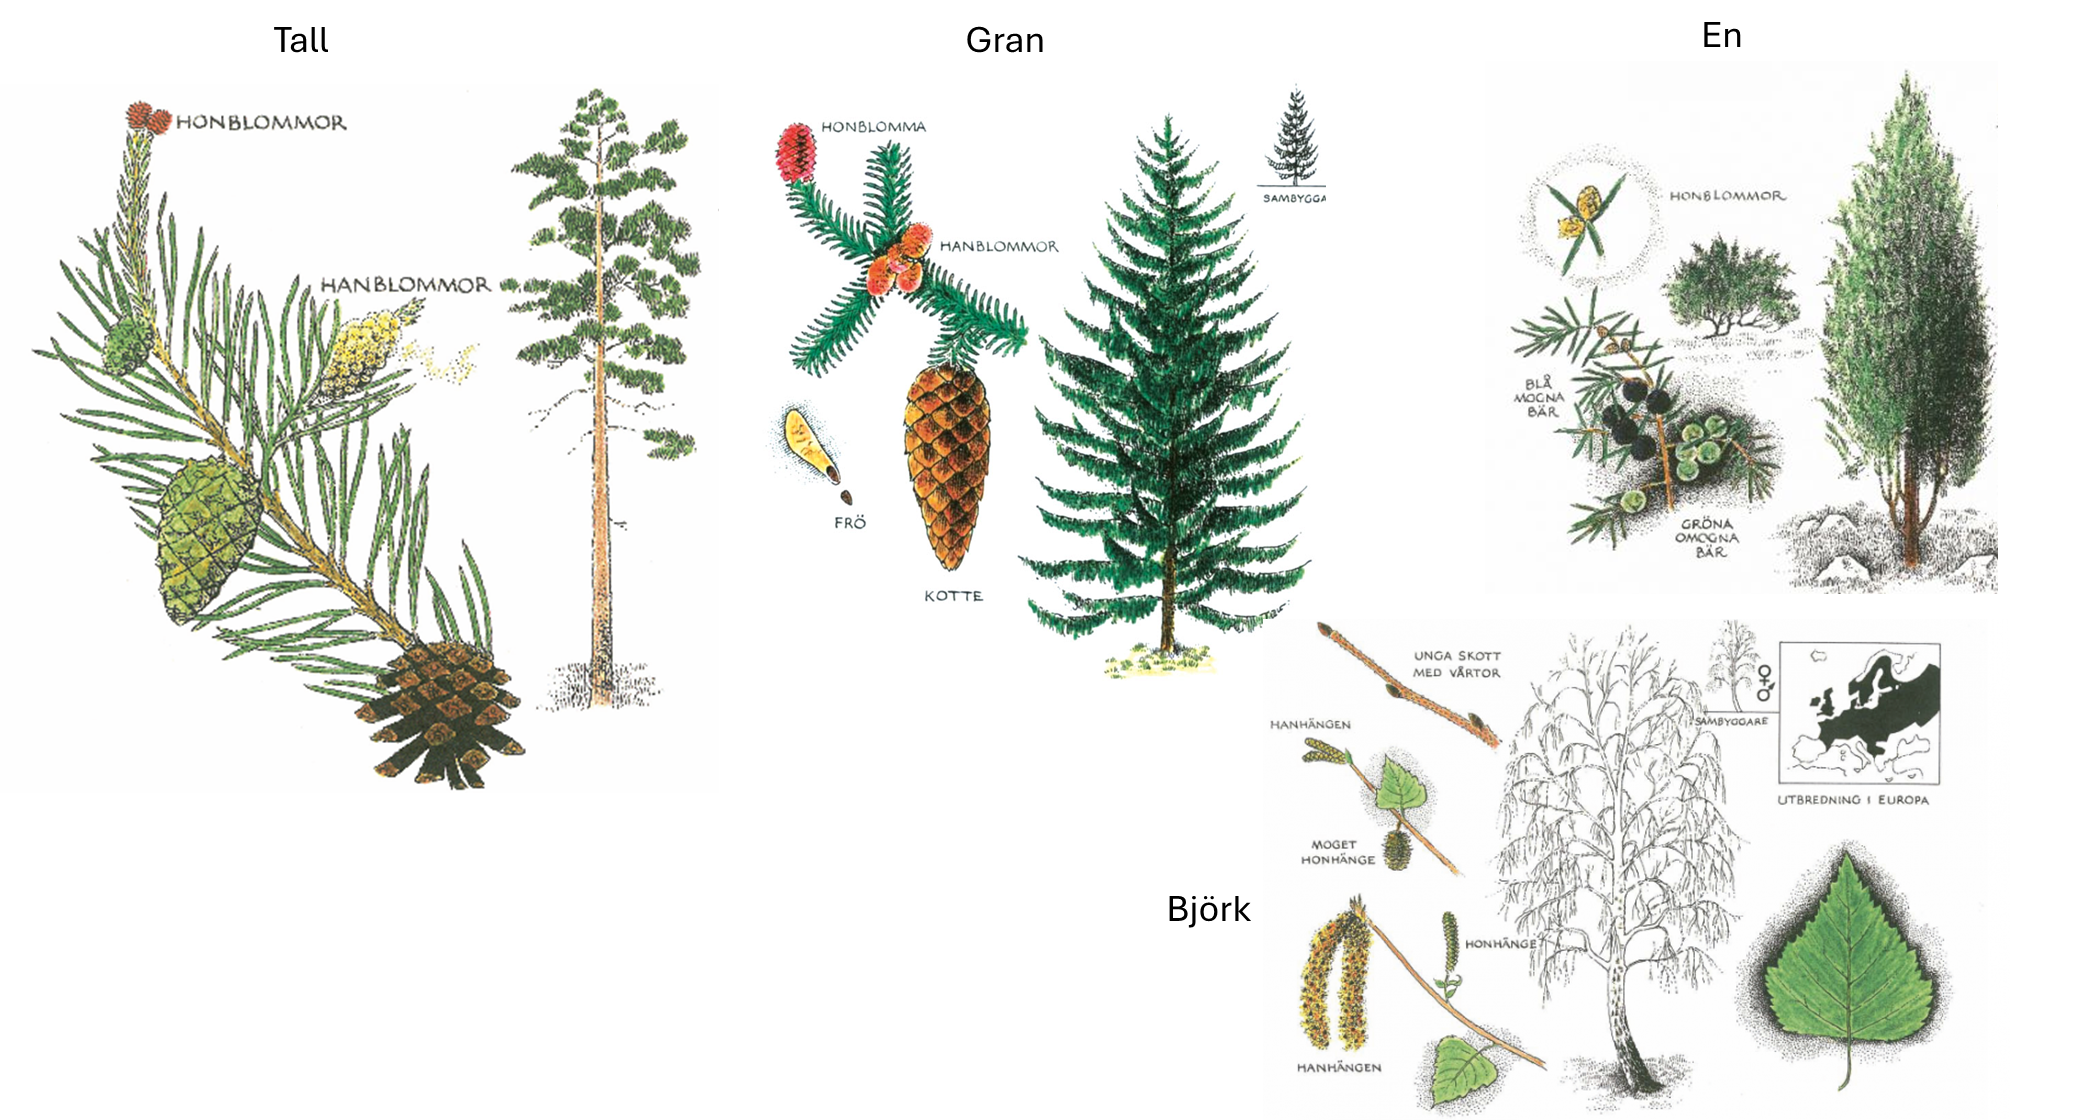 Tall
HONBLOMMOR
HANBLOMMOR
Gran
HONBLOMMA
HANBLOMMOR
SAMBYGGA
FRÖ
KOTTE
En
HONBLOMMOR
BLÅ
MOGNA
BÄR
GRÖNA
OMOGNA
BÄR
Björk
UNGA SKOTT
MED VÅRTOR
HANHÄNGEN
MOGET
HONHÄNGE
HONHÄNGE
HANHÄNGEN
SAMBYGGARE
UTBREDNING I EUROPA